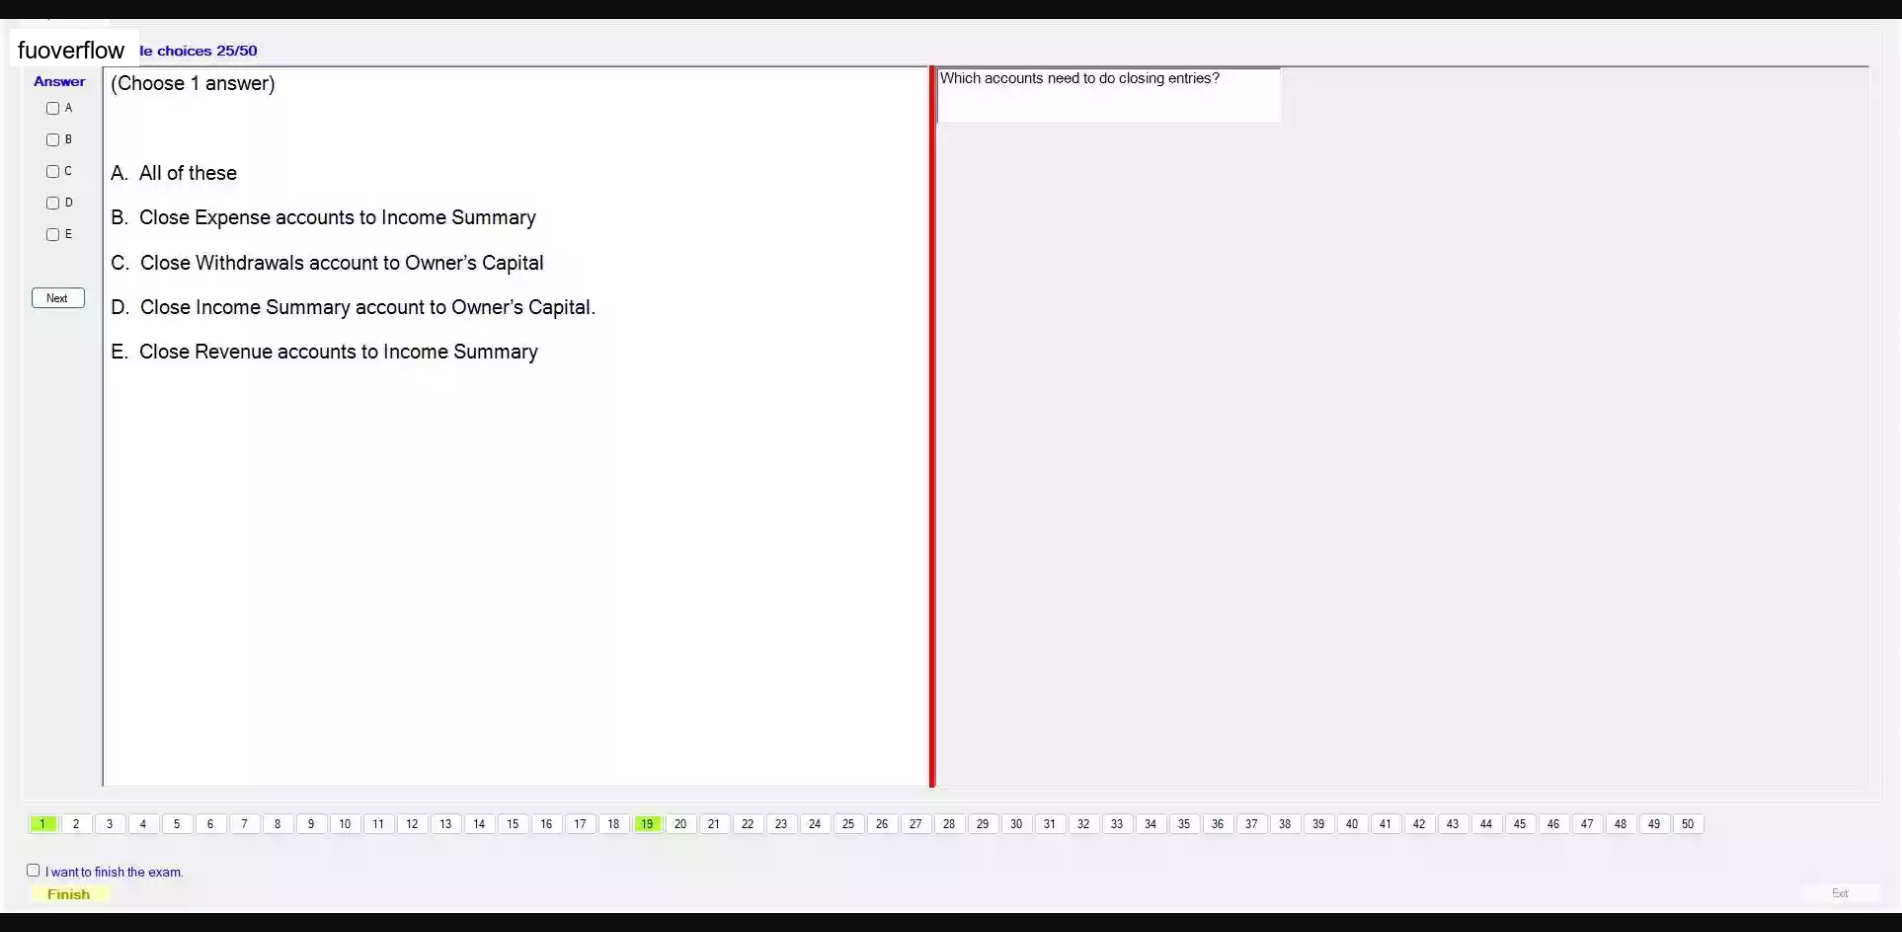 fuoverflow le choices 25/50
Answer
A
B
C
D
E
Next
(Choose 1 answer)
A. All of these
B. Close Expense accounts to Income Summary
C. Close Withdrawals account to Owner's Capital
D. Close Income Summary account to Owner's Capital.
E. Close Revenue accounts to Income Summary
Which accounts need to do closing entries?
1 2 3 4 5 6 7 8 9 10 11 12 13 14 15 16 17 18 19 20 21 22 23 24 25 26 27 28 29 30 31 32 33 34 35 36 37 38 39 40 41 42 43 44 45 46 47 48 49 50
I want to finish the exam.
Finish
Exit